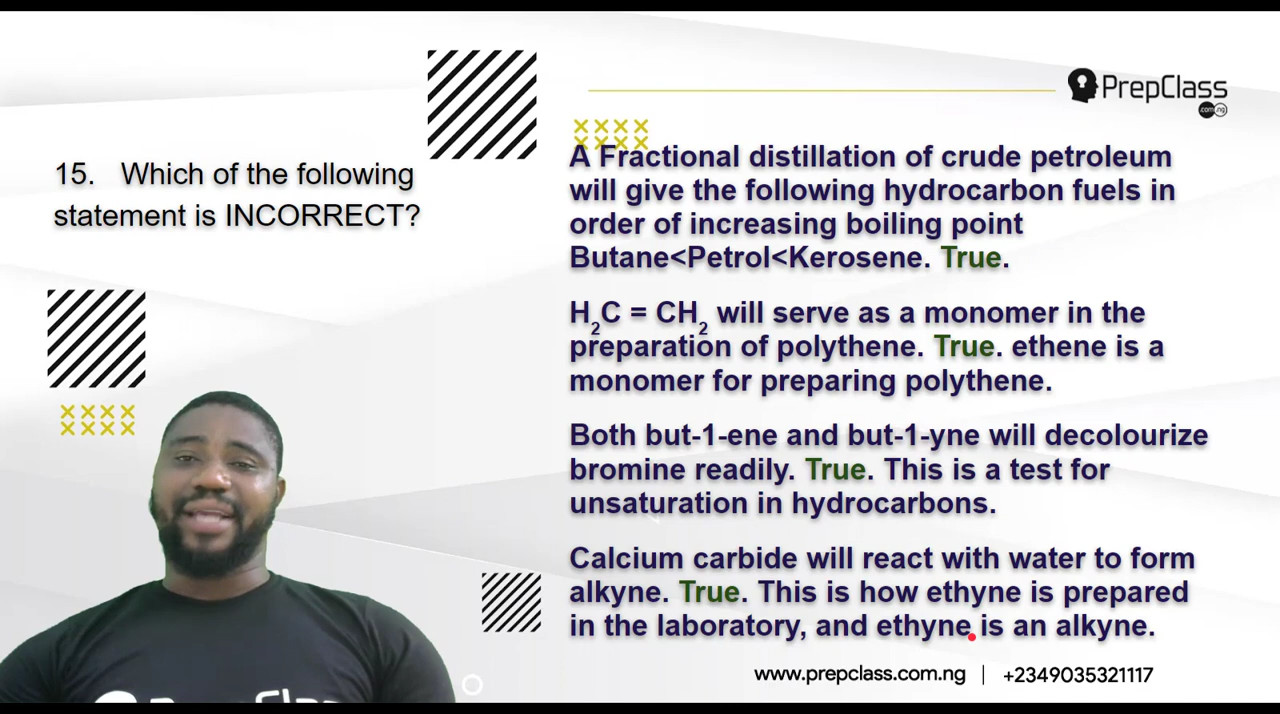 PrepClass
.com.ng
15. Which of the following
statement is INCORRECT?
A Fractional distillation of crude petroleum
will give the following hydrocarbon fuels in
order of increasing boiling point
Butane<Petrol<Kerosene. True.
H₂C = CH₂ will serve as a monomer in the
preparation of polythene. True. ethene is a
monomer for preparing polythene.
Both but-1-ene and but-1-yne will decolourize
bromine readily. True. This is a test for
unsaturation in hydrocarbons.
Calcium carbide will react with water to form
alkyne. True. This is how ethyne is prepared
in the laboratory, and ethyne is an alkyne.
www.prepclass.com.ng | +2349035321117